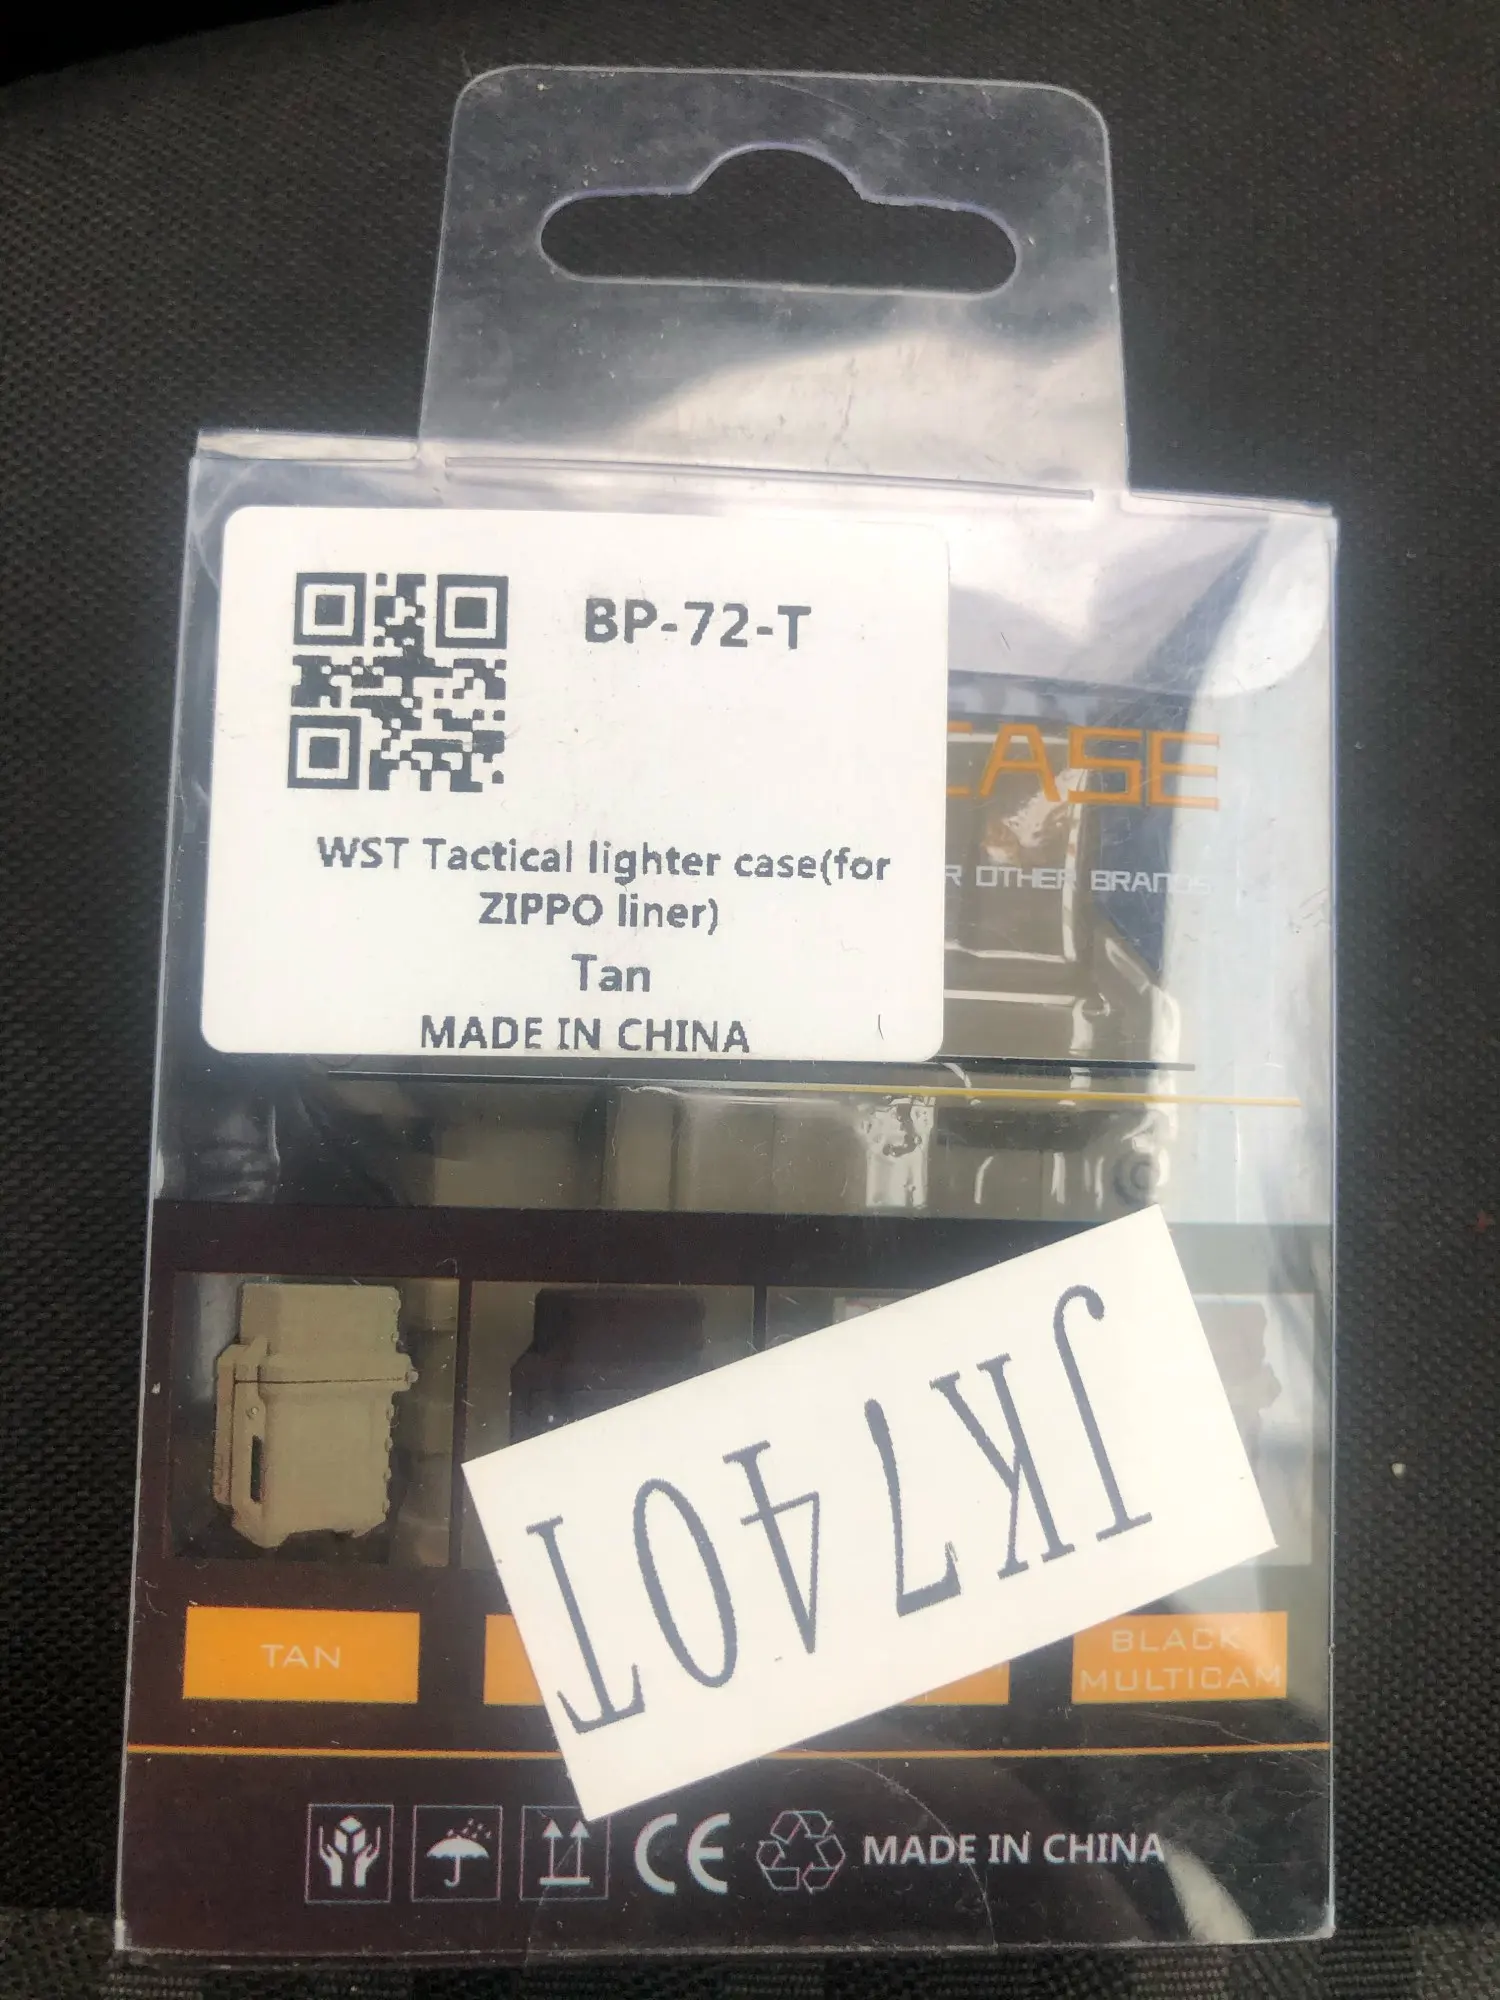 BP-72-T
WST Tactical lighter case(for
ZIPPO liner)
Tan
MADE IN CHINA
CASE
R OTHER BRANDS
JK740T
TAN
BLACK
MULTICAM
CE
MADE IN CHINA